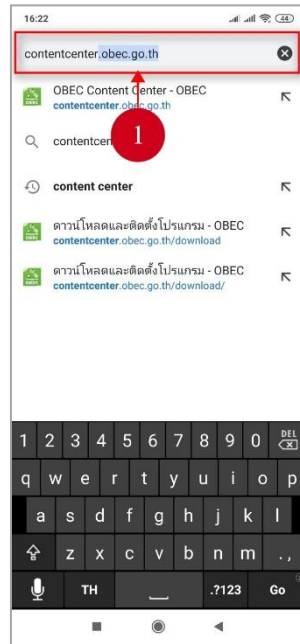 16:22
44
contentcenter.obec.go.th
OBEC Content Center - OBEC
contentcenter.obec.go.th
contentcen
1
content center
ดาวน์โหลดและติดตั้งโปรแกรม - OBEC
contentcenter.obec.go.th/download
ดาวน์โหลดและติดตั้งโปรแกรม - OBEC
contentcenter.obec.go.th/download/
1 2 3 4 5 6 7 8 9 0 DEL
q w e r t y u i o p
a s d f g h j k l
z x c v b n m . ,
TH .?123 Go